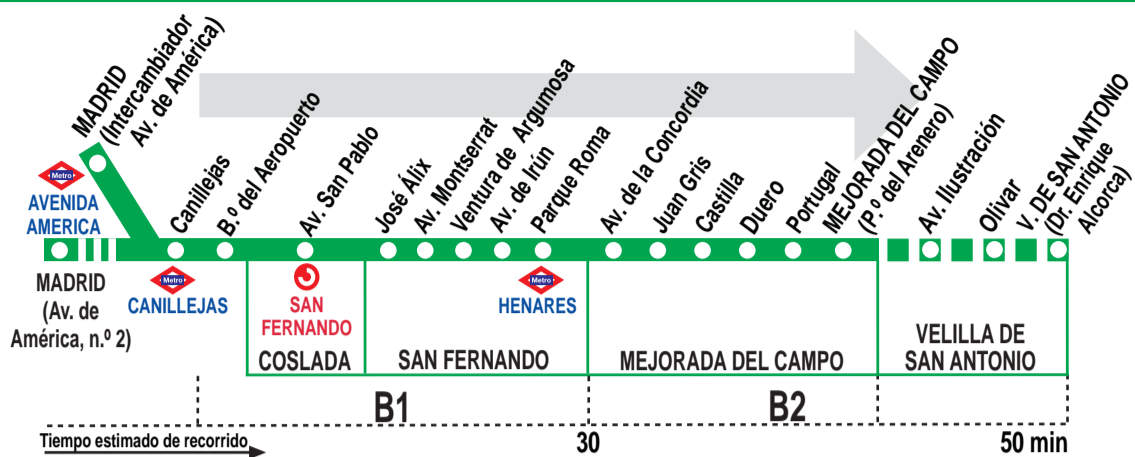 MADRID
(Intercambiador
Av. de América)
Canillejas
B.º del Aeropuerto
Av. San Pablo
José Álix
Av. Montserrat
Ventura de Argumosa
Av. de Irún
Parque Roma
Av. de la Concordia
Juan Gris
Castilla
Duero
Portugal
MEJORADA DEL CAMPO
(P.º del Arenero)
Av. Ilustración
Olivar
V. DE SAN ANTONIO
(Dr. Enrique
Alcorca)
Metro
AVENIDA
AMERICA
MADRID
(Av. de
América, n.º 2)
Metro
CANILLEJAS
SAN
FERNANDO
Metro
HENARES
COSLADA
SAN FERNANDO
MEJORADA DEL CAMPO
VELILLA DE
SAN ANTONIO
B1
B2
Tiempo estimado de recorrido
30
50 min